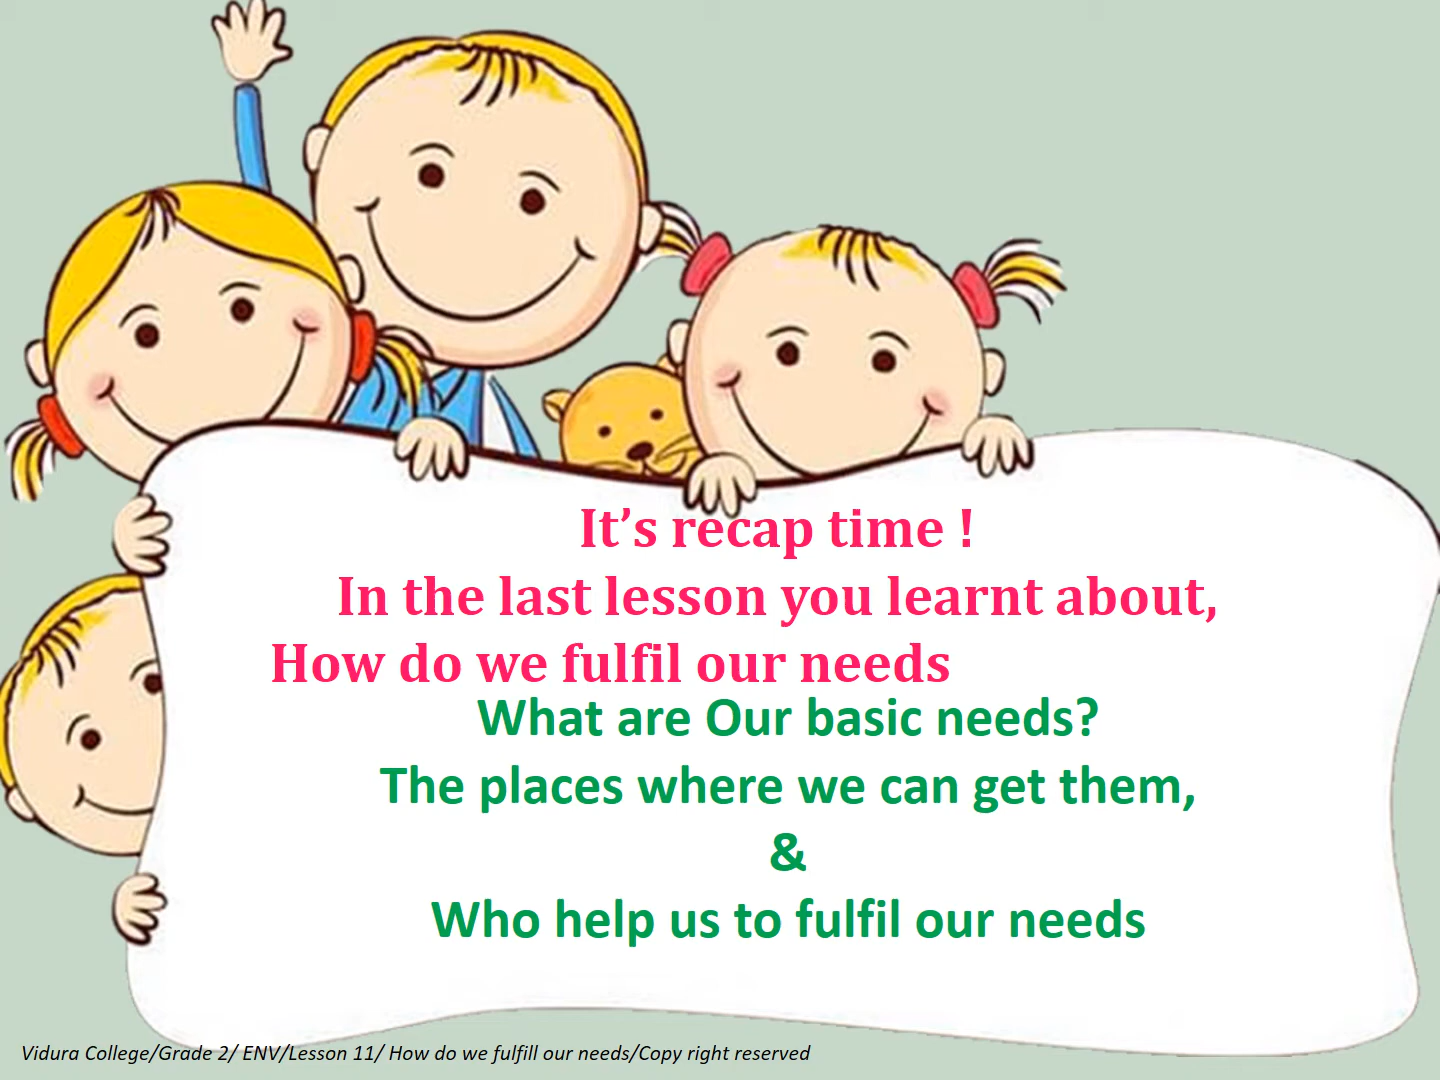 It’s recap time !
In the last lesson you learnt about,
How do we fulfil our needs
What are Our basic needs?
The places where we can get them,
&
Who help us to fulfil our needs
Vidura College/Grade 2/ ENV/Lesson 11/ How do we fulfill our needs/Copy right reserved